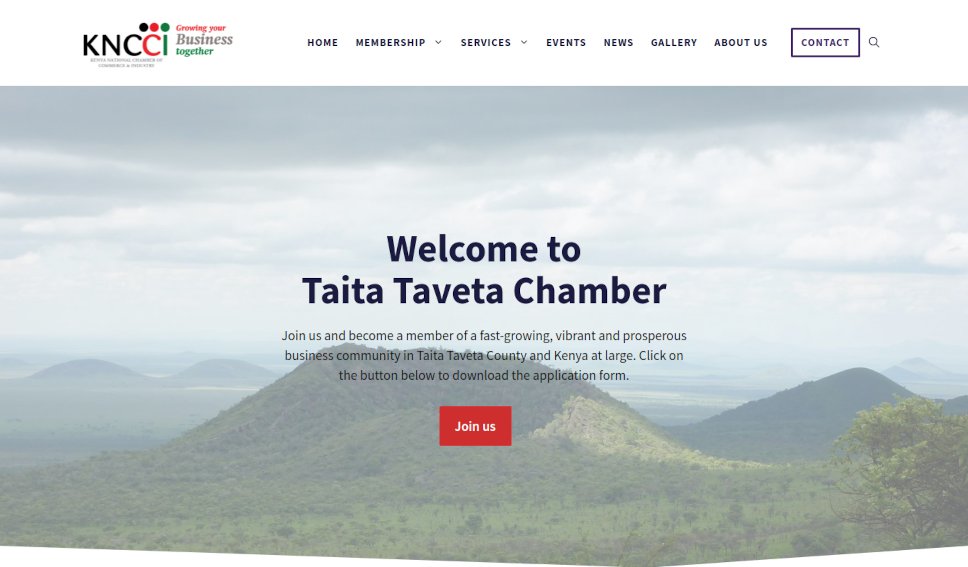 KNCCI
Growing your
Business
together
KENYA NATIONAL CHAMBER OF
COMMERCE & INDUSTRY
HOME MEMBERSHIP SERVICES EVENTS NEWS GALLERY ABOUT US CONTACT
Welcome to
Taita Taveta Chamber
Join us and become a member of a fast-growing, vibrant and prosperous
business community in Taita Taveta County and Kenya at large. Click on
the button below to download the application form.
Join us